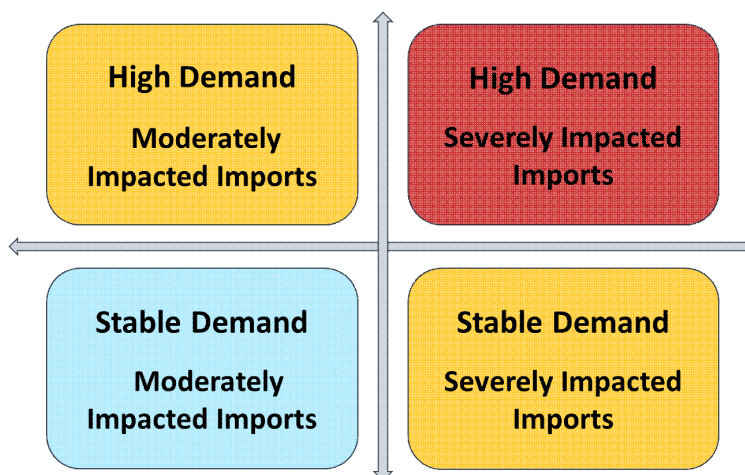 High Demand
Moderately
Impacted Imports
High Demand
Severely Impacted
Imports
Stable Demand
Moderately
Impacted Imports
Stable Demand
Severely Impacted
Imports